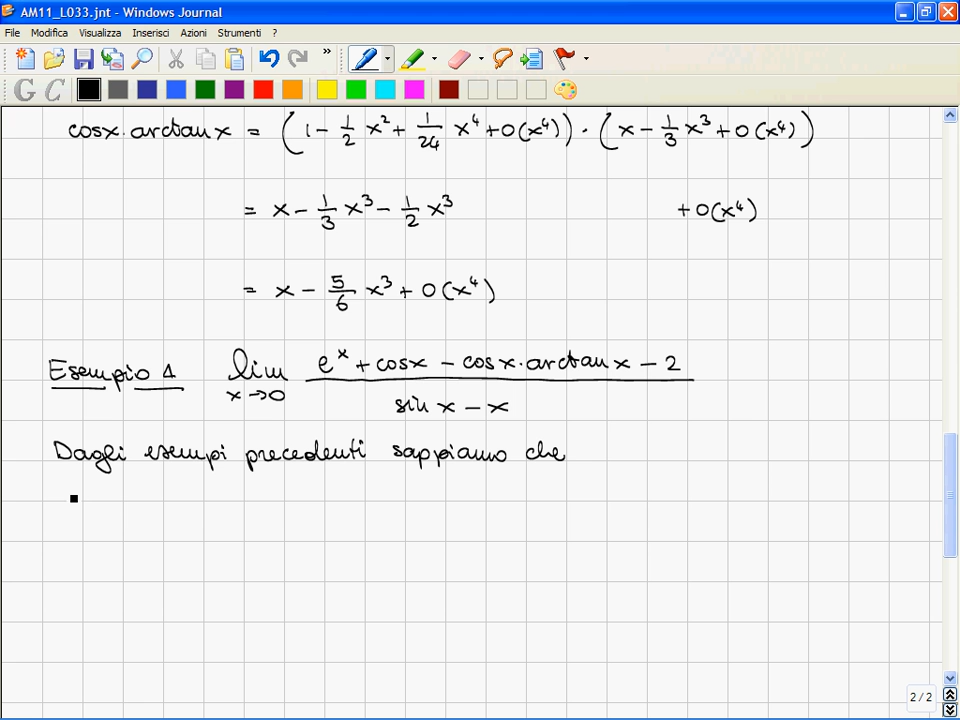 AM11_L033.jnt - Windows Journal
File Modifica Visualizza Inserisci Azioni Strumenti ?
G C
cosx·arctanx = (1 - 1/2 x² + 1/24 x⁴ + o(x⁴)) · (x - 1/3 x³ + o(x⁴))
= x - 1/3 x³ - 1/2 x³ + o(x⁴)
= x - 5/6 x³ + o(x⁴)
Esempio 1 lim x→0 (eˣ + cosx - cosx·arctanx - 2) / (sin x - x)
Dagli esempi precedenti sappiamo che
2 / 2